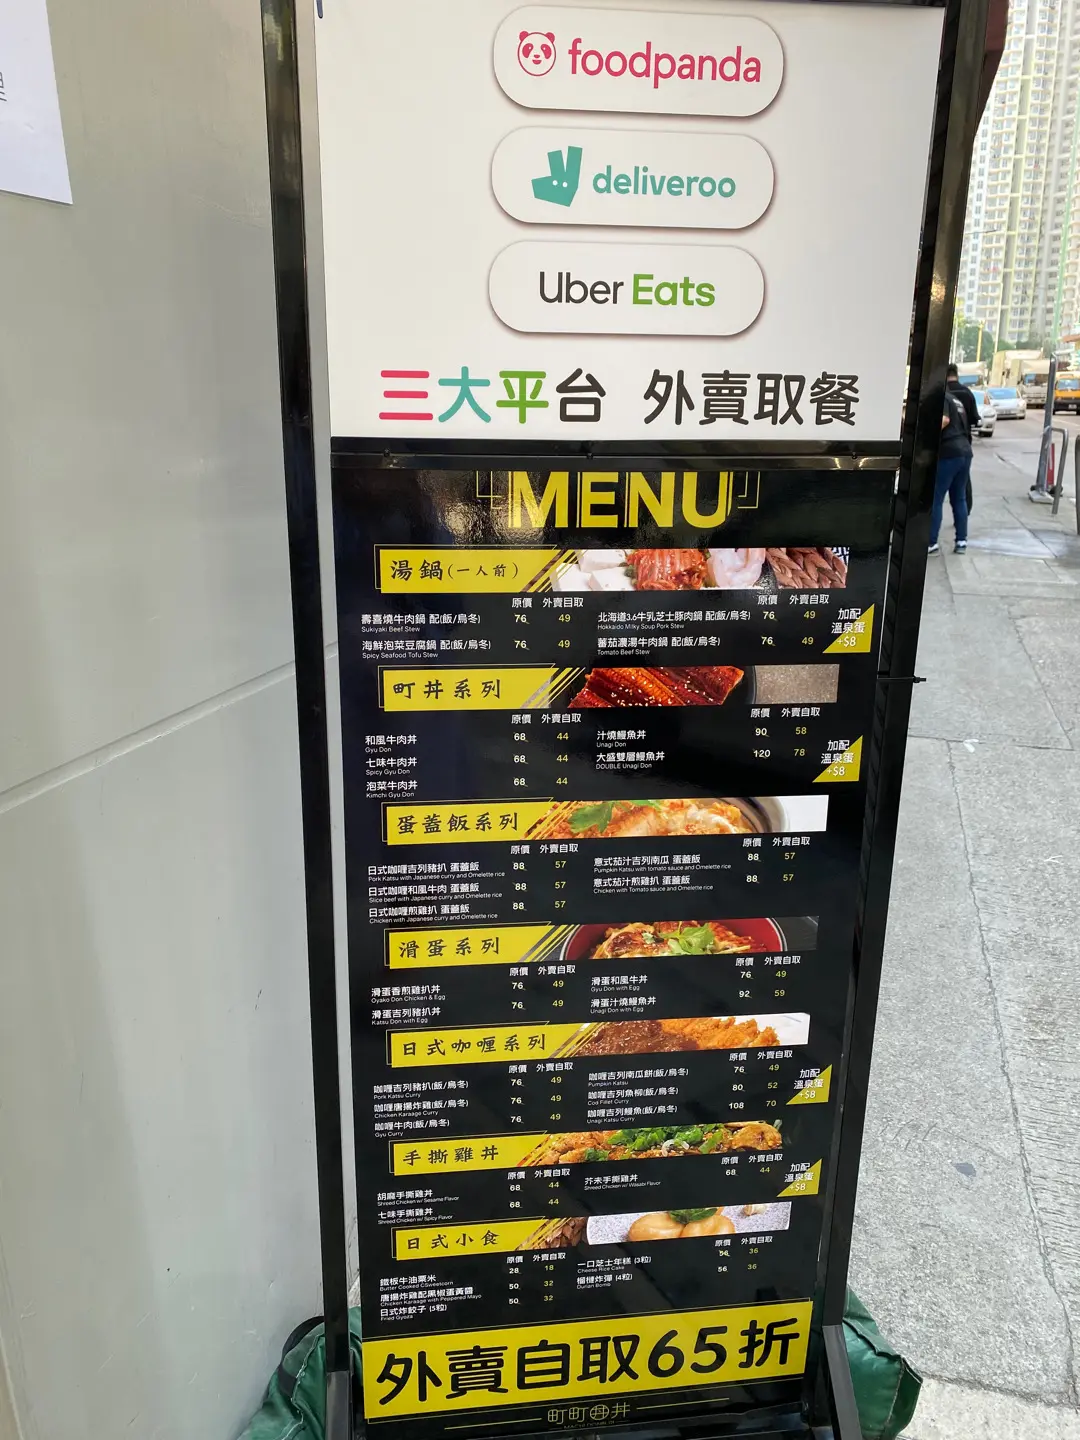 foodpanda
deliveroo
Uber Eats
三大平台 外賣取餐
MENU
湯鍋(一人前)
原價 外賣自取
壽喜燒牛肉鍋 配(飯/烏冬) 76 49
Sukiyaki Beef Stew
海鮮泡菜豆腐鍋 配(飯/烏冬) 76 49
Spicy Seafood Tofu Stew
原價 外賣自取
北海道3.6牛乳芝士豚肉鍋 配(飯/烏冬) 76 49
Hokkaido Milky Soup Pork Stew
蕃茄濃湯牛肉鍋 配(飯/烏冬) 76 49
Tomato Beef Stew
加配
溫泉蛋
+$8
町丼系列
原價 外賣自取
和風牛肉丼 68 44
Gyu Don
七味牛肉丼 68 44
Spicy Gyu Don
泡菜牛肉丼 68 44
Kimchi Gyu Don
原價 外賣自取
汁燒鰻魚丼 90 58
Unagi Don
大盛雙層鰻魚丼 120 78
DOUBLE Unagi Don
加配
溫泉蛋
+$8
蛋蓋飯系列
原價 外賣自取
日式咖喱吉列豬扒 蛋蓋飯 88 57
Pork Katsu with Japanese curry and Omelette rice
日式咖喱和風牛肉 蛋蓋飯 88 57
Slice beef with Japanese curry and Omelette rice
日式咖喱煎雞扒 蛋蓋飯 88 57
Chicken with Japanese curry and Omelette rice
原價 外賣自取
意式茄汁吉列南瓜 蛋蓋飯 88 57
Pumpkin Katsu with tomato sauce and Omelette rice
意式茄汁煎雞扒 蛋蓋飯 88 57
Chicken with Tomato sauce and Omelette rice
滑蛋系列
原價 外賣自取
滑蛋香煎雞扒丼 76 49
Oyako Don Chicken & Egg
滑蛋吉列豬扒丼 76 49
Katsu Don with Egg
原價 外賣自取
滑蛋和風牛丼 76 49
Gyu Don with Egg
滑蛋汁燒鰻魚丼 92 59
Unagi Don with Egg
日式咖喱系列
原價 外賣自取
咖喱吉列豬扒(飯/烏冬) 76 49
Pork Katsu Curry
咖喱唐揚炸雞(飯/烏冬) 76 49
Chicken Karaage Curry
咖喱牛肉(飯/烏冬) 76 49
Gyu Curry
原價 外賣自取
咖喱吉列南瓜餅(飯/烏冬) 76 49
Pumpkin Katsu
咖喱吉列魚柳(飯/烏冬) 80 52
Cod Fillet Curry
咖喱吉列鰻魚(飯/烏冬) 108 70
Unagi Katsu Curry
加配
溫泉蛋
+$8
手撕雞丼
原價 外賣自取
胡麻手撕雞丼 68 44
Shreed Chicken w/ Sesame Flavor
七味手撕雞丼 68 44
Shreed Chicken w/ Spicy Flavor
原價 外賣自取
芥末手撕雞丼 68 44
Shreed Chicken w/ Wasabi Flavor
加配
溫泉蛋
+$8
日式小食
原價 外賣自取
鐵板牛油粟米 28 18
Butter Cooked CSweetcorn
唐揚炸雞配黑椒蛋黃醬 50 32
Chicken Karaage with Peppered Mayo
日式炸餃子 (5粒) 50 32
Fried Gyoza
原價 外賣自取
一口芝士年糕 (3粒) 56 36
Cheese Rice Cake
榴槤炸彈 (4粒) 56 36
Durian Bomb
外賣自取65折
町町丼丼